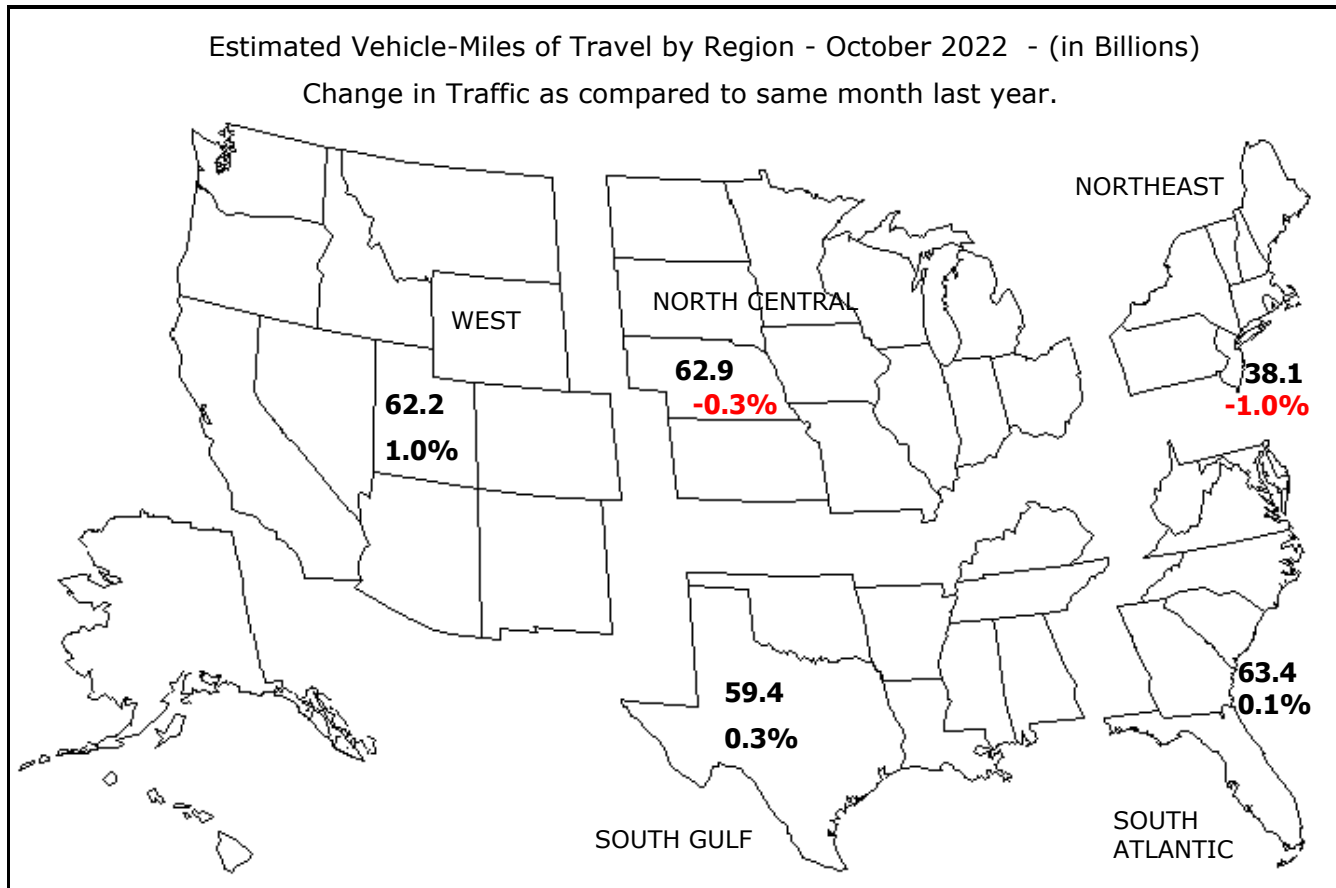 Estimated Vehicle-Miles of Travel by Region - October 2022 - (in Billions)
Change in Traffic as compared to same month last year.
NORTHEAST
38.1
-1.0%
NORTH CENTRAL
62.9
-0.3%
WEST
62.2
1.0%
SOUTH GULF
59.4
0.3%
SOUTH
ATLANTIC
63.4
0.1%